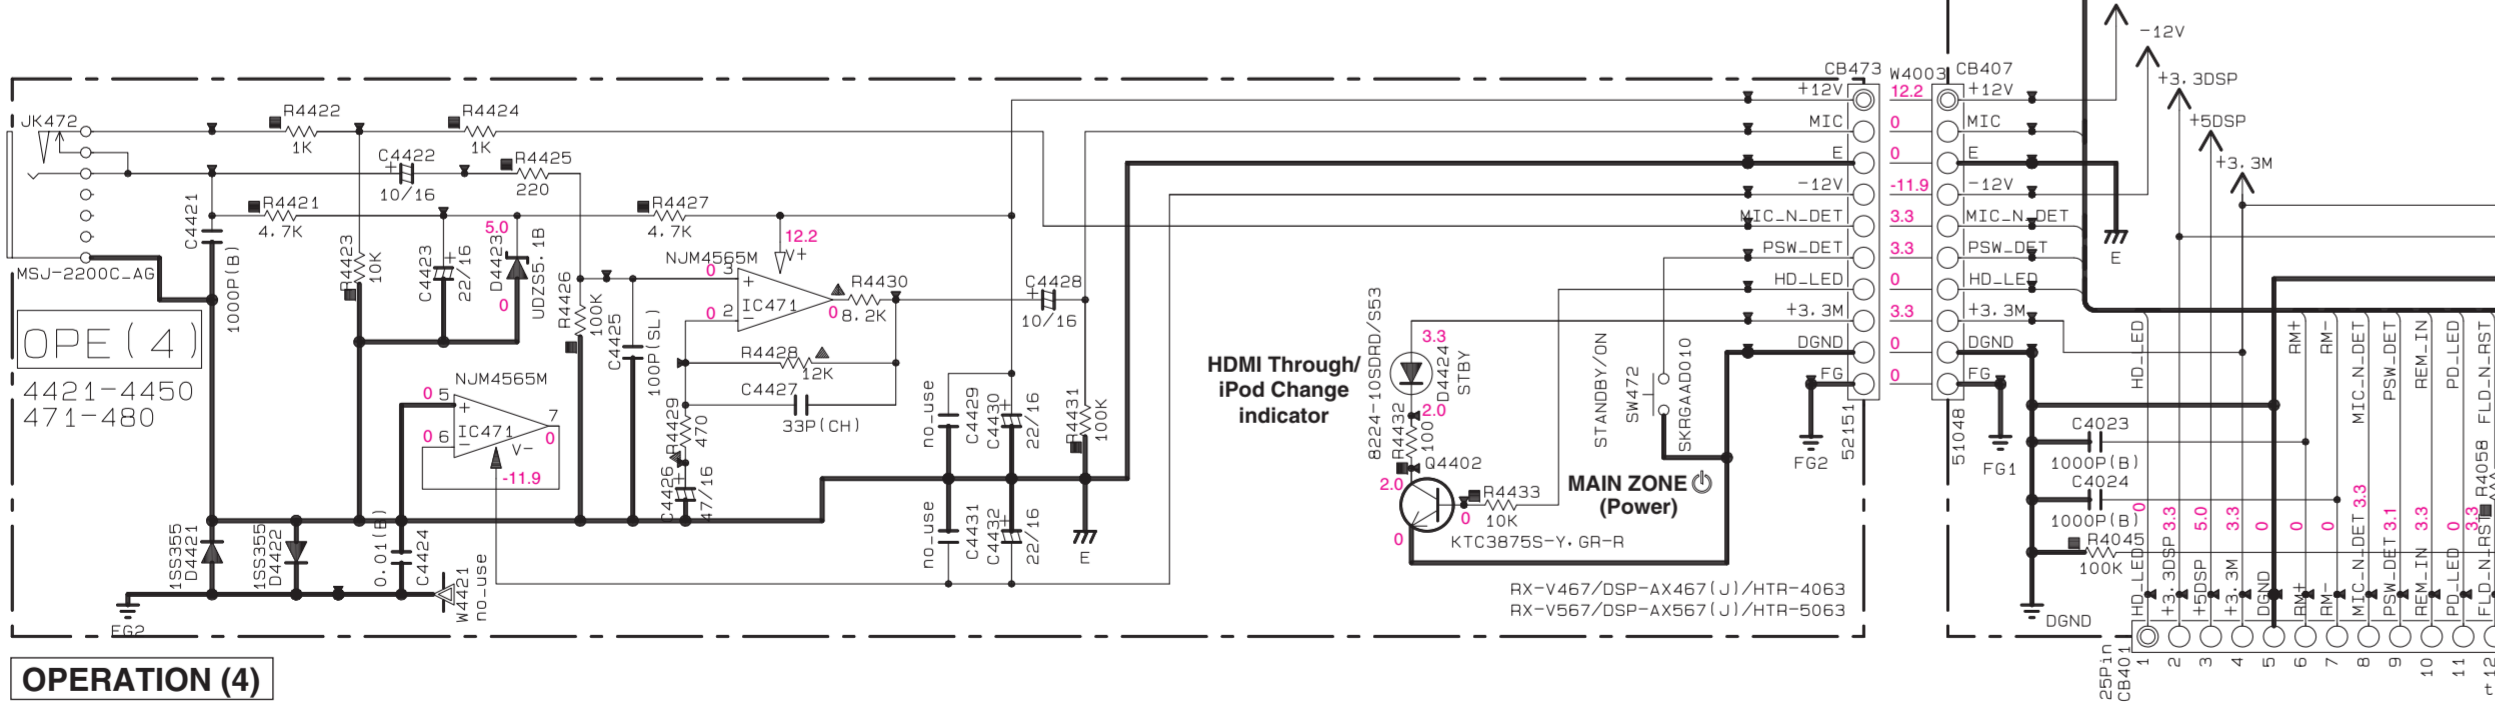 JK472
MSJ-2200C_AG
OPE(4)
4421-4450
471-480
R4422
1K
R4424
1K
C4422
+
10/16
R4425
220
R4421
4.7K
C4421
1000P(B)
R4423
10K
C4423
+
22/16
5.0
D4423
0
UDZS5.1B
R4427
4.7K
12.2
V+
NJM4565M
0 3
+
0 2
−
IC471
0
R4430
8.2K
R4426
100K
C4425
100P(SL)
R4428
12K
C4427
33P(CH)
R4429
470
C4426
+
47/16
C4428
+
10/16
NJM4565M
0 5
+
0 6
−
IC471
7
0
V-
-11.9
no_use
C4429
C4430
+
22/16
R4431
100K
no_use
C4431
C4432
+
22/16
E
1SS355
D4421
1SS355
D4422
0.01(B)
C4424
W4421
no_use
FG2
HDMI Through/
iPod Change
indicator
8224-10SDRD/S53
3.3
D4424
STBY
2.0
R4432
100
Q4402
2.0
0
R4433
10K
0
KTC3875S-Y,GR-R
STANDBY/ON
SW472
SKRGAAD010
MAIN ZONE
(Power)
RX-V467/DSP-AX467(J)/HTR-4063
RX-V567/DSP-AX567(J)/HTR-5063
CB473
W4003
CB407
+12V 12.2 +12V
MIC 0 MIC
E 0 E
-12V -11.9 -12V
MIC_N_DET 3.3 MIC_N_DET
PSW_DET 3.3 PSW_DET
HD_LED 0 HD_LED
+3.3M 3.3 +3.3M
DGND 0 DGND
FG 0 FG
52151
51048
FG2
FG1
-12V
+3.3DSP
+5DSP
+3.3M
E
C4023
1000P(B)
C4024
1000P(B)
R4045
100K
DGND
HD_LED
RM+
RM-
MIC_N_DET
PSW_DET
REM_IN
PD_LED
FLD_N_RST
R4058
HD_LED 0
+3.3DSP 3.3
+5DSP 5.0
+3.3M 3.3
DGND 0
RM+ 0
RM- 0
MIC_N_DET 3.3
PSW_DET 3.1
REM_IN 3.3
PD_LED 0
FLD_N_RST 3.3
25Pin
CB401
1 2 3 4 5 6 7 8 9 10 11 12
OPERATION (4)